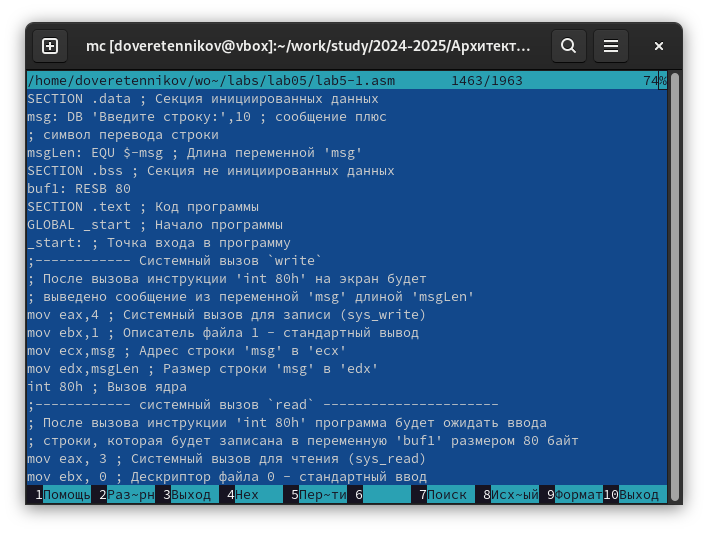 mc [doveretennikov@vbox]:~/work/study/2024-2025/Архитект...
/home/doveretennikov/wo~/labs/lab05/lab5-1.asm 1463/1963 74%
SECTION .data ; Секция инициированных данных
msg: DB 'Введите строку:',10 ; сообщение плюс
; символ перевода строки
msgLen: EQU $-msg ; Длина переменной 'msg'
SECTION .bss ; Секция не инициированных данных
buf1: RESB 80
SECTION .text ; Код программы
GLOBAL _start ; Начало программы
_start: ; Точка входа в программу
;------------ Системный вызов `write`
; После вызова инструкции 'int 80h' на экран будет
; выведено сообщение из переменной 'msg' длиной 'msgLen'
mov eax,4 ; Системный вызов для записи (sys_write)
mov ebx,1 ; Описатель файла 1 - стандартный вывод
mov ecx,msg ; Адрес строки 'msg' в 'ecx'
mov edx,msgLen ; Размер строки 'msg' в 'edx'
int 80h ; Вызов ядра
;------------ системный вызов `read` ----------------------
; После вызова инструкции 'int 80h' программа будет ожидать ввода
; строки, которая будет записана в переменную 'buf1' размером 80 байт
mov eax, 3 ; Системный вызов для чтения (sys_read)
mov ebx, 0 ; Дескриптор файла 0 - стандартный ввод
1Помощь 2Раз~рн 3Выход 4Hex 5Пер~ти 6 7Поиск 8Исх~ый 9Формат 10Выход